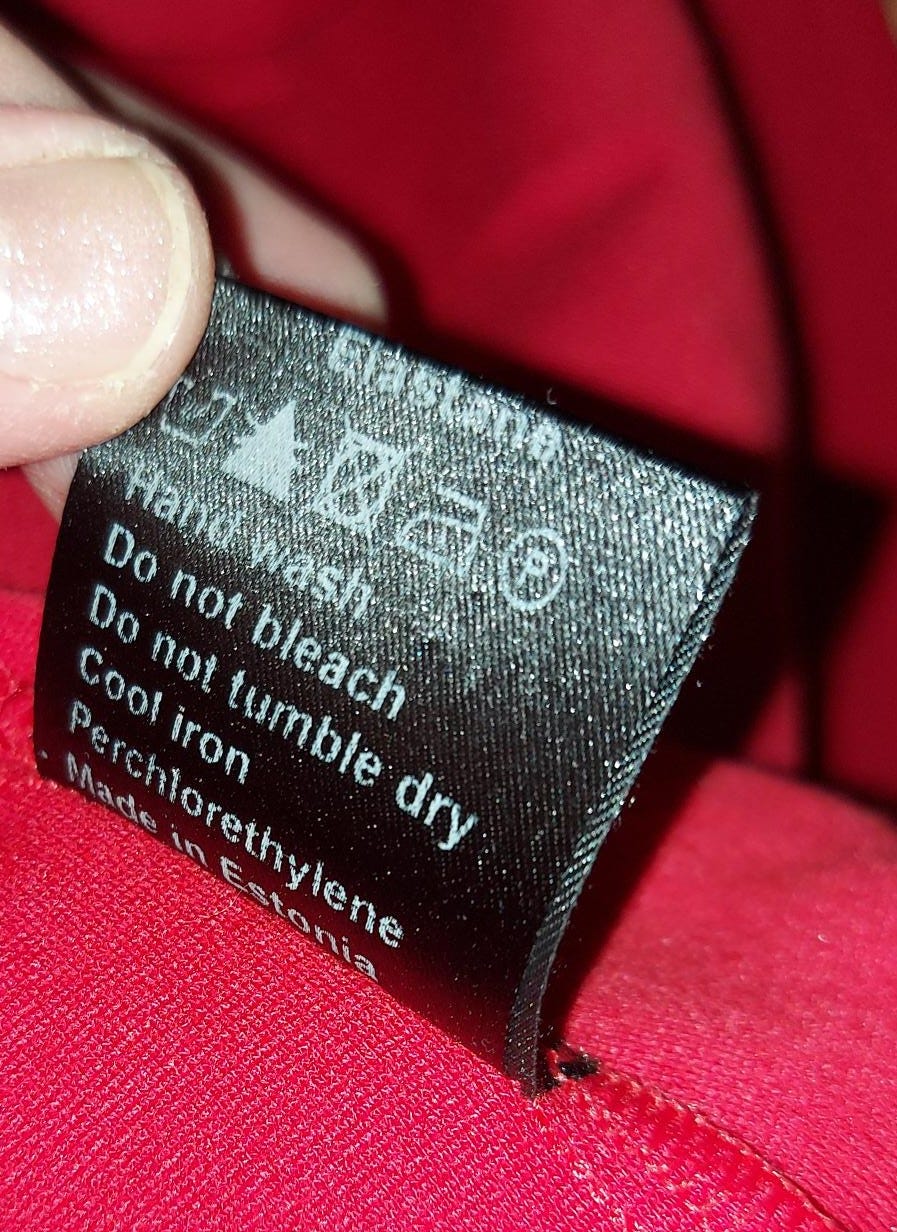 Elastane
P
Hand wash
Do not bleach
Do not tumble dry
Cool iron
Perchlorethylene
Made in Estonia